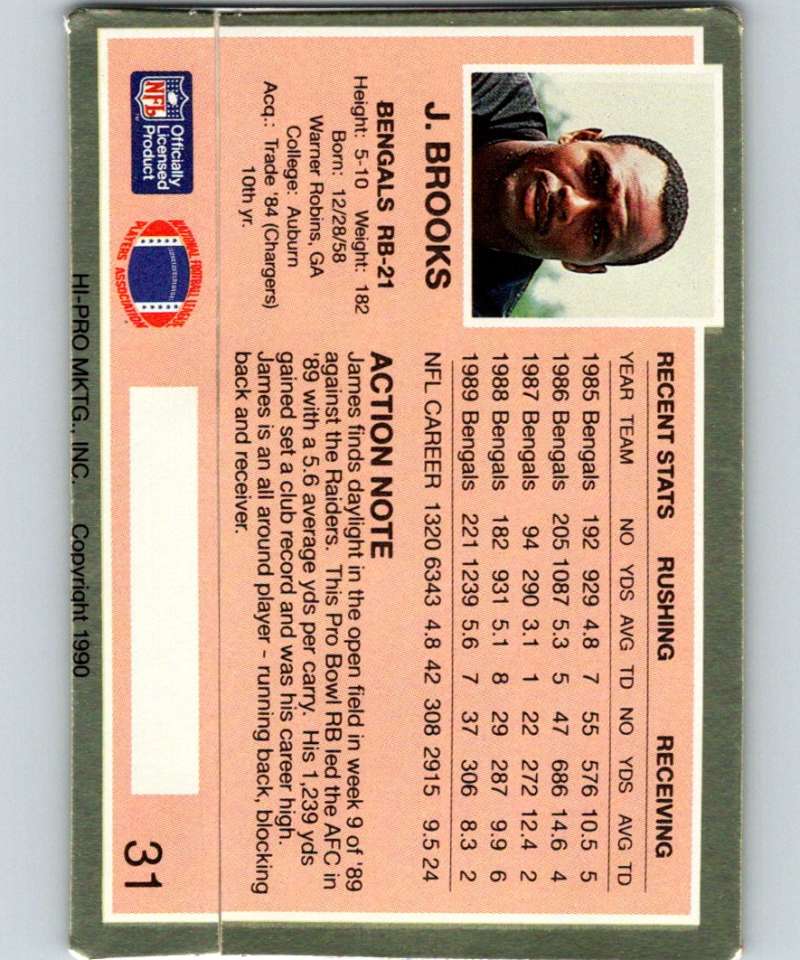 J. BROOKS
BENGALS RB-21
Height: 5-10 Weight: 182
Born: 12/28/58
Warner Robins, GA
College: Auburn
Acq.: Trade '84 (Chargers)
10th yr.
RECENT STATS RUSHING RECEIVING
YEAR TEAM NO YDS AVG TD NO YDS AVG TD
1985 Bengals 192 929 4.8 7 55 576 10.5 5
1986 Bengals 205 1087 5.3 5 47 686 14.6 4
1987 Bengals 94 290 3.1 1 22 272 12.4 2
1988 Bengals 182 931 5.1 8 29 287 9.9 6
1989 Bengals 221 1239 5.6 7 37 306 8.3 2
NFL CAREER 1320 6343 4.8 42 308 2915 9.5 24
ACTION NOTE
James finds daylight in the open field in week 9 of '89
against the Raiders. This Pro Bowl RB led the AFC in
'89 with a 5.6 average yds per carry. His 1,239 yds
gained set a club record and was his career high.
James is an all around player - running back, blocking
back and receiver.
NFL
TM
Officially
Licensed
Product
NATIONAL FOOTBALL LEAGUE
PLAYERS ASSOCIATION
31
HI-PRO MKTG., INC. Copyright 1990